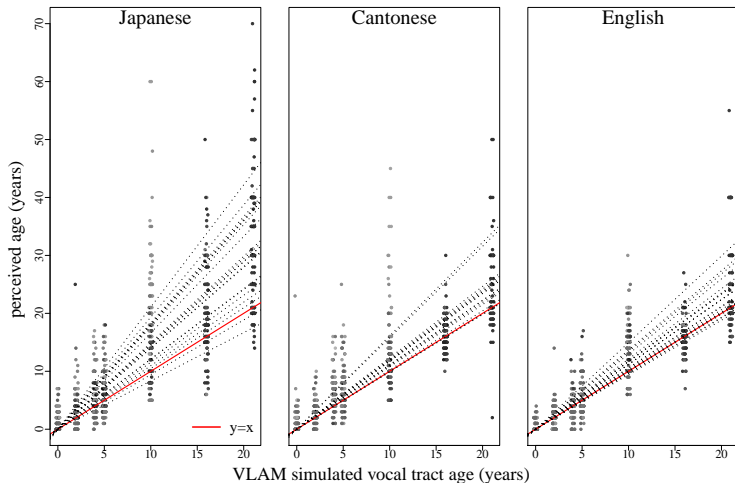 Japanese Cantonese English
70
60
50
40
30
20
10
0
perceived age (years)
y=x
0 5 10 15 20 0 5 10 15 20 0 5 10 15 20
VLAM simulated vocal tract age (years)